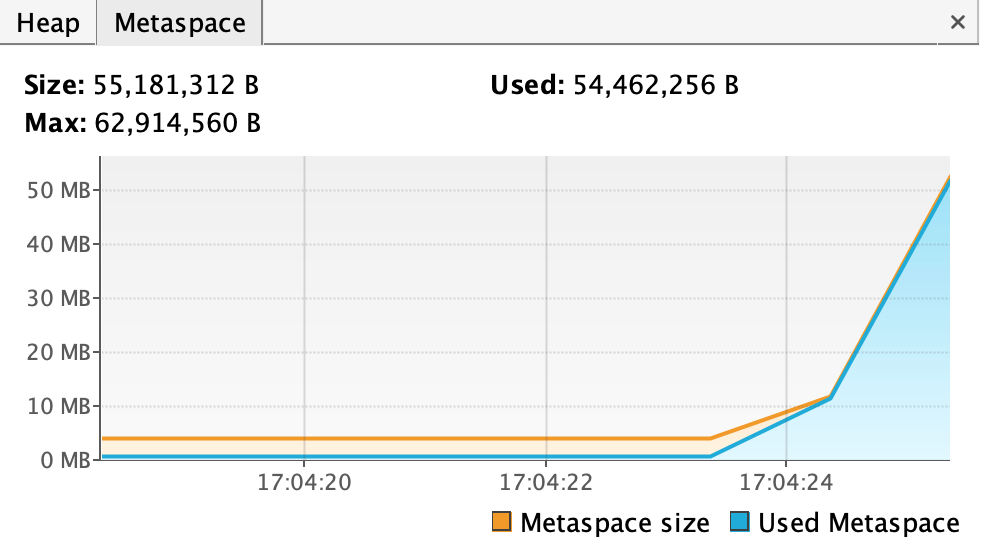 Heap Metaspace ×
Size: 55,181,312 B Used: 54,462,256 B
Max: 62,914,560 B
50 MB
40 MB
30 MB
20 MB
10 MB
0 MB
17:04:20 17:04:22 17:04:24
Metaspace size Used Metaspace